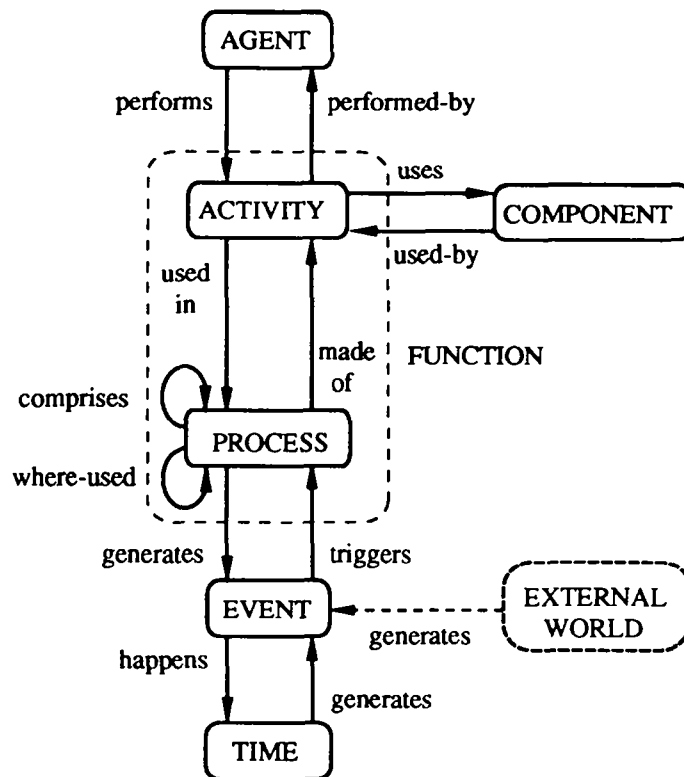 AGENT
performs
performed-by
uses
ACTIVITY
COMPONENT
used-by
used
in
made
of
FUNCTION
comprises
PROCESS
where-used
generates
triggers
EVENT
EXTERNAL
WORLD
generates
happens
generates
TIME